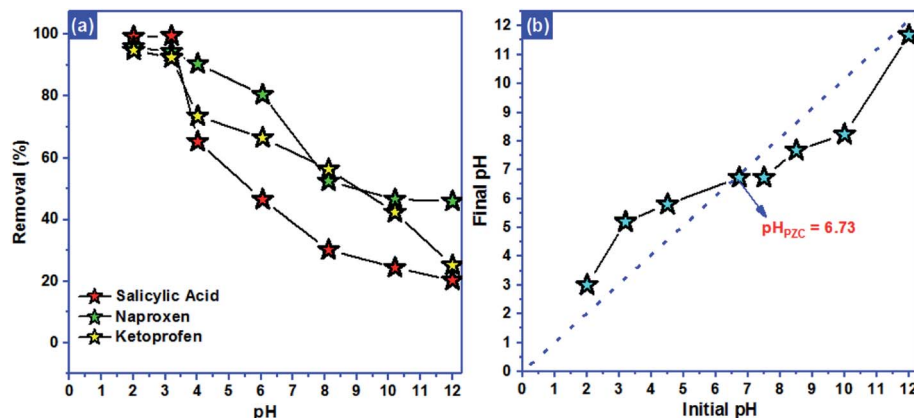 (a)
Removal (%)
100
80
60
40
20
0
Salicylic Acid
Naproxen
Ketoprofen
0 1 2 3 4 5 6 7 8 9 10 11 12
pH
(b)
Final pH
12
11
10
9
8
7
6
5
4
3
2
1
0
pHPZC = 6.73
0 1 2 3 4 5 6 7 8 9 10 11 12
Initial pH